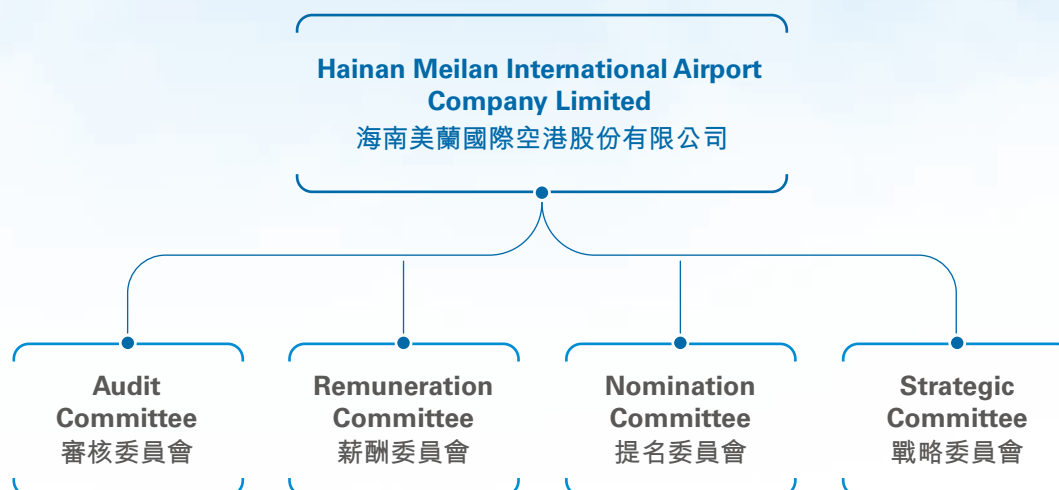 Hainan Meilan International Airport
Company Limited
海南美蘭國際空港股份有限公司
Audit
Committee
審核委員會
Remuneration
Committee
薪酬委員會
Nomination
Committee
提名委員會
Strategic
Committee
戰略委員會